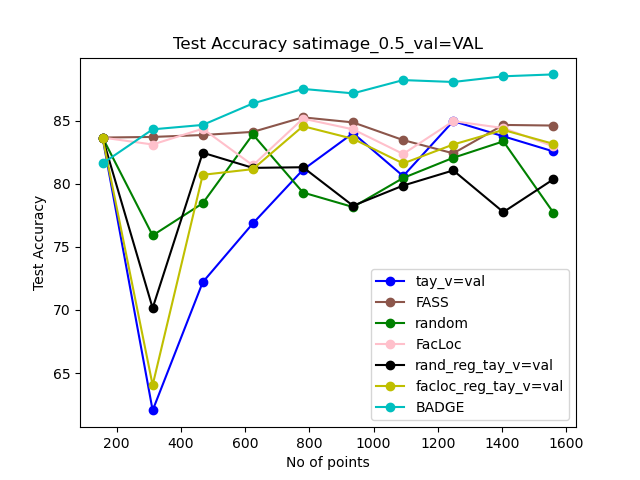 Test Accuracy satimage_0.5_val=VAL
Test Accuracy
85
80
75
70
65
200 400 600 800 1000 1200 1400 1600
No of points
tay_v=val
FASS
random
FacLoc
rand_reg_tay_v=val
facloc_reg_tay_v=val
BADGE